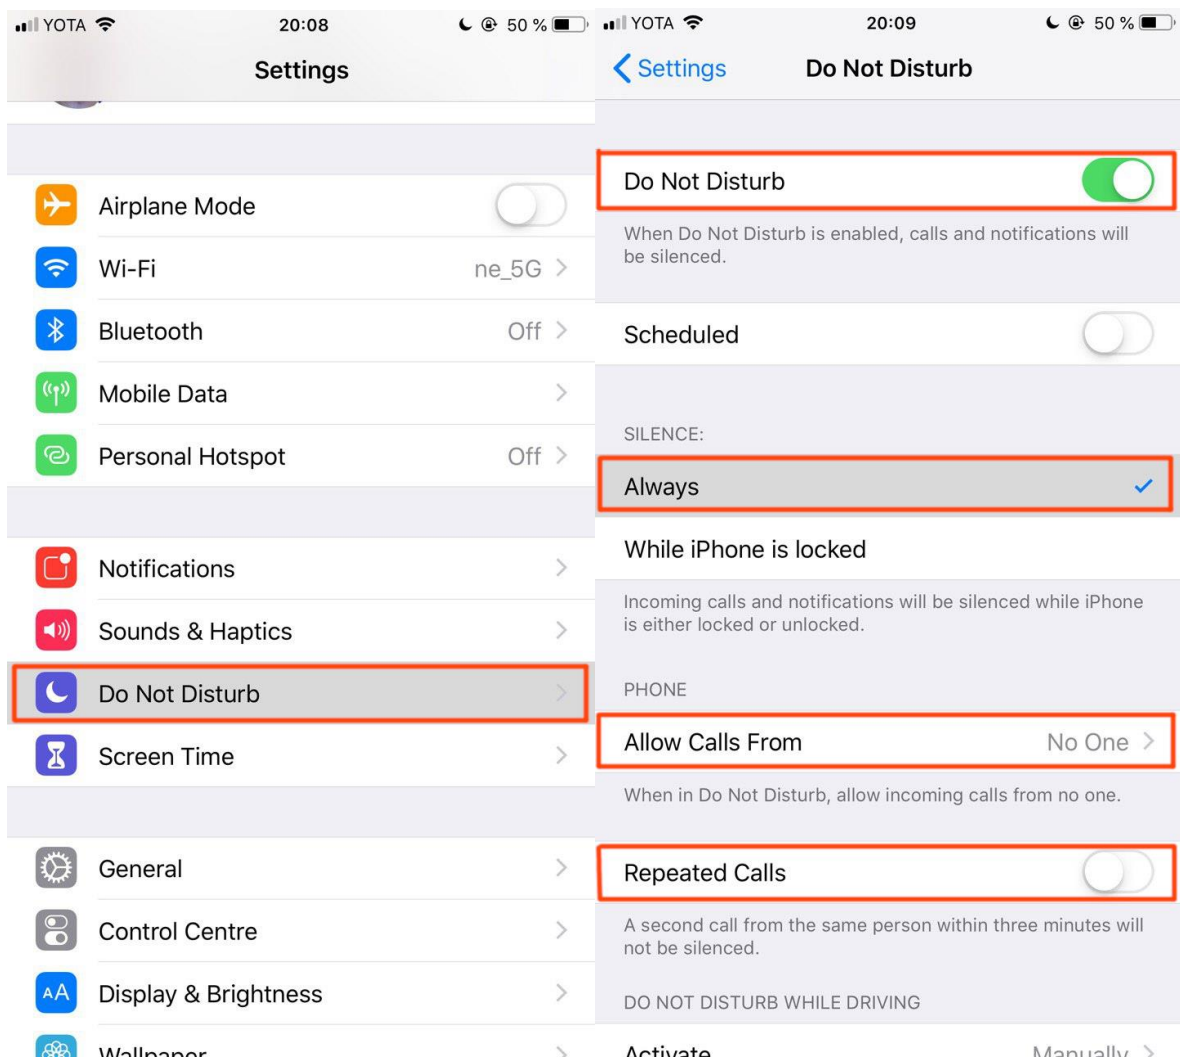 YOTA
20:08
50 %
Settings
Airplane Mode
Wi-Fi
ne_5G
Bluetooth
Off
Mobile Data
Personal Hotspot
Off
Notifications
Sounds & Haptics
Do Not Disturb
Screen Time
General
Control Centre
AA
Display & Brightness
Wallpaper
YOTA
20:09
50 %
Settings
Do Not Disturb
Do Not Disturb
When Do Not Disturb is enabled, calls and notifications will
be silenced.
Scheduled
SILENCE:
Always
While iPhone is locked
Incoming calls and notifications will be silenced while iPhone
is either locked or unlocked.
PHONE
Allow Calls From
No One
When in Do Not Disturb, allow incoming calls from no one.
Repeated Calls
A second call from the same person within three minutes will
not be silenced.
DO NOT DISTURB WHILE DRIVING
Activate
Manually